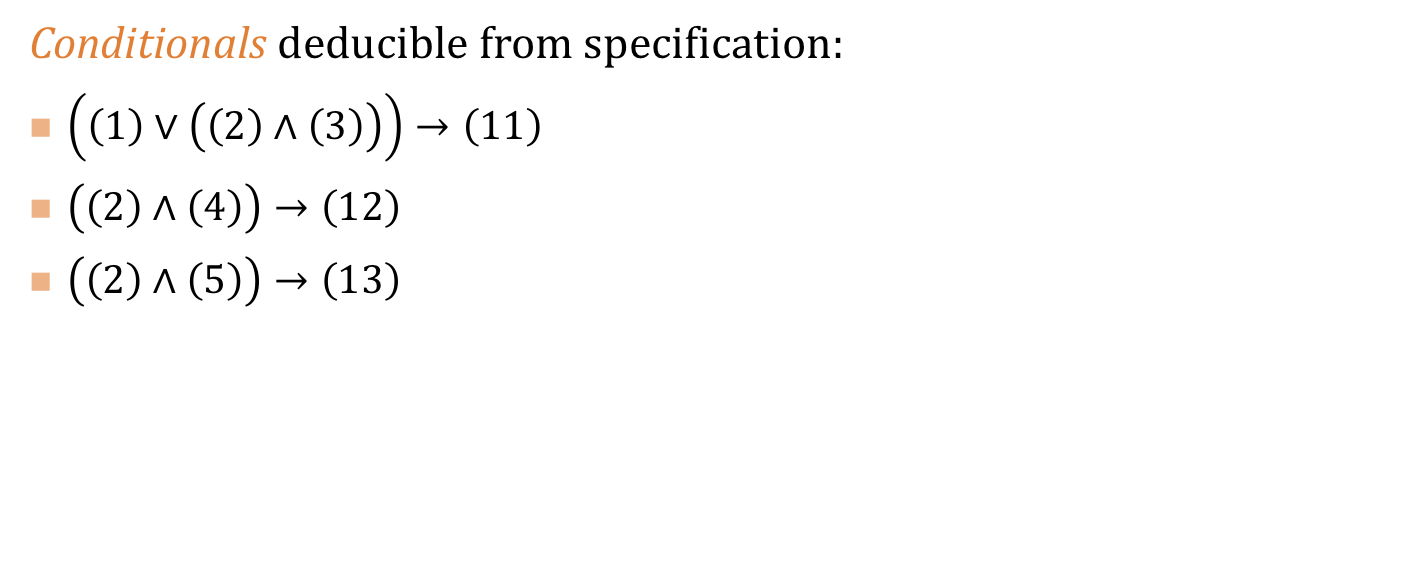 Conditionals deducible from specification:
■ ((1) ∨ ((2) ∧ (3))) → (11)
■ ((2) ∧ (4)) → (12)
■ ((2) ∧ (5)) → (13)